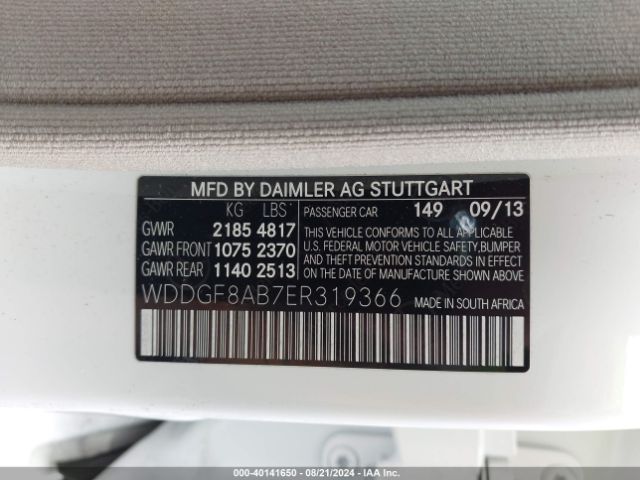 MFD BY DAIMLER AG STUTTGART
KG LBS
GVWR 2185 4817
GAWR FRONT 1075 2370
GAWR REAR 1140 2513
PASSENGER CAR 149 09/13
THIS VEHICLE CONFORMS TO ALL APPLICABLE
U.S. FEDERAL MOTOR VEHICLE SAFETY, BUMPER
AND THEFT PREVENTION STANDARDS IN EFFECT
ON THE DATE OF MANUFACTURE SHOWN ABOVE.
WDDGF8AB7ER319366 MADE IN SOUTH AFRICA
000-40141650 - 08/21/2024 - IAA Inc.